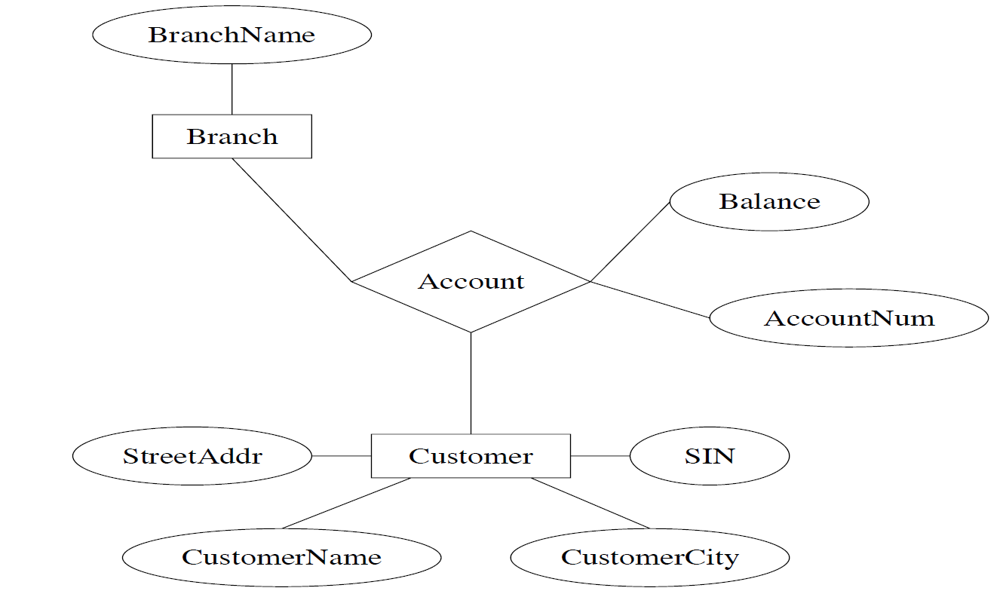 BranchName
Branch
Balance
Account
AccountNum
StreetAddr
Customer
SIN
CustomerName
CustomerCity